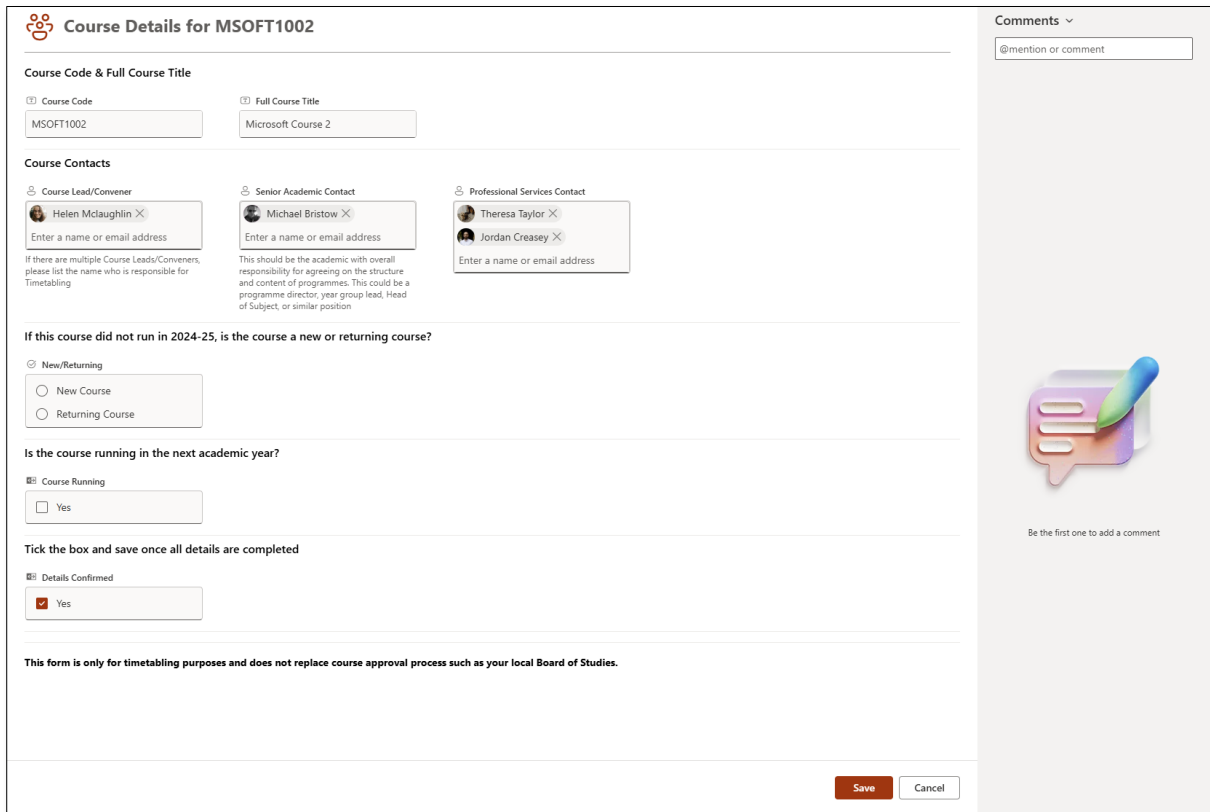 Course Details for MSOFT1002
Comments
@mention or comment
Course Code & Full Course Title
Course Code
Full Course Title
MSOFT1002
Microsoft Course 2
Course Contacts
Course Lead/Convener
Senior Academic Contact
Professional Services Contact
Helen Mclaughlin
Michael Bristow
Theresa Taylor
Enter a name or email address
Enter a name or email address
Jordan Creasey
Enter a name or email address
If there are multiple Course Leads/Conveners,
please list the name who is responsible for
Timetabling
This should be the academic with overall
responsibility for agreeing on the structure
and content of programmes. This could be a
programme director, year group lead, Head
of Subject, or similar position
If this course did not run in 2024-25, is the course a new or returning course?
New/Returning
New Course
Returning Course
Is the course running in the next academic year?
Course Running
Yes
Be the first one to add a comment
Tick the box and save once all details are completed
Details Confirmed
Yes
This form is only for timetabling purposes and does not replace course approval process such as your local Board of Studies.
Save
Cancel